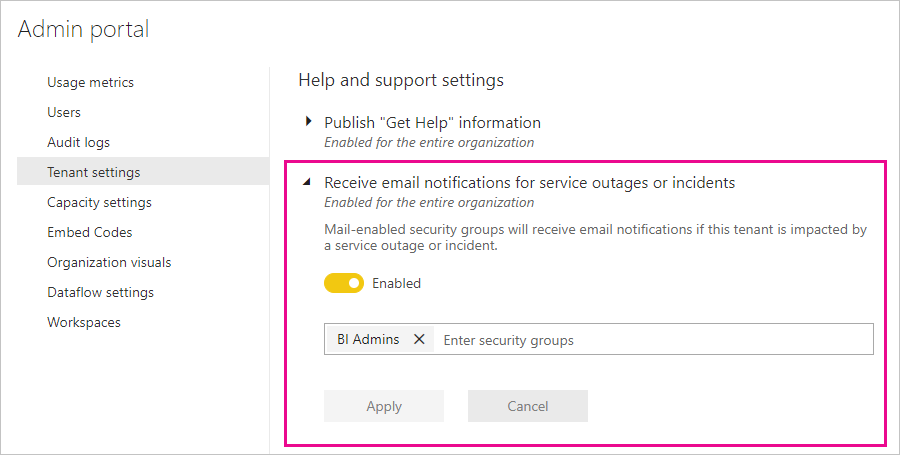 Admin portal
Usage metrics
Users
Audit logs
Tenant settings
Capacity settings
Embed Codes
Organization visuals
Dataflow settings
Workspaces
Help and support settings
Publish "Get Help" information
Enabled for the entire organization
Receive email notifications for service outages or incidents
Enabled for the entire organization
Mail-enabled security groups will receive email notifications if this tenant is impacted by
a service outage or incident.
Enabled
BI Admins Enter security groups
Apply Cancel